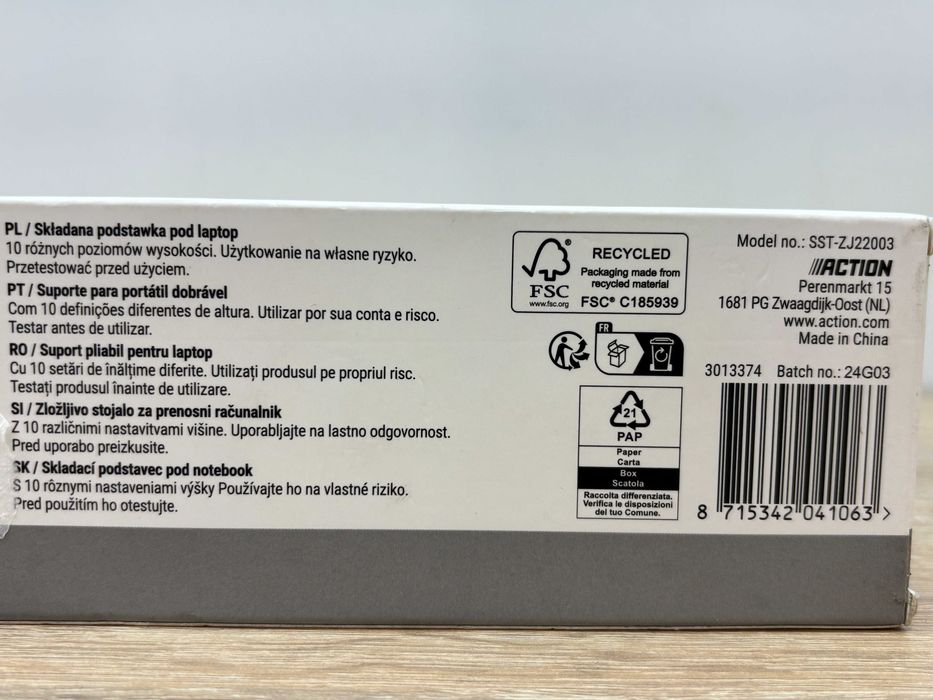 PL / Składana podstawka pod laptop
10 różnych poziomów wysokości. Użytkowanie na własne ryzyko.
Przetestować przed użyciem.
PT / Suporte para portátil dobrável
Com 10 definições diferentes de altura. Utilizar por sua conta e risco.
Testar antes de utilizar.
RO / Suport pliabil pentru laptop
Cu 10 setări de înălțime diferite. Utilizați produsul pe propriul risc.
Testați produsul înainte de utilizare.
SI / Zložljivo stojalo za prenosni računalnik
Z 10 različnimi nastavitvami višine. Uporabljajte na lastno odgovornost.
Pred uporabo preizkusite.
SK / Skladací podstavec pod notebook
S 10 rôznymi nastaveniami výšky Používajte ho na vlastné riziko.
Pred použitím ho otestujte.
FSC®
www.fsc.org
RECYCLED
Packaging made from
recycled material
FSC® C185939
FR
21
PAP
Paper
Carta
Box
Scatola
Raccolta differenziata.
Verifica le disposizioni
del tuo Comune.
Model no.: SST-ZJ22003
ACTION
Perenmarkt 15
1681 PG Zwaagdijk-Oost (NL)
www.action.com
Made in China
3013374 Batch no.: 24G03
8 715342 041063 >